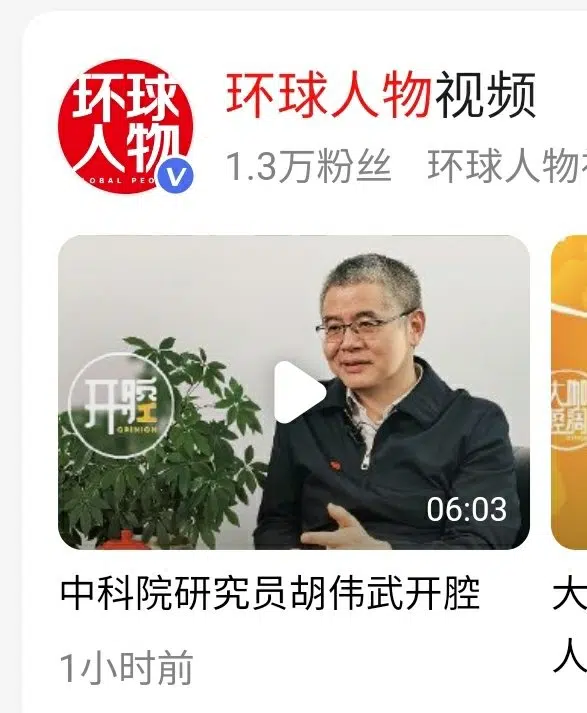 环球
人物
OBAL PEO
环球人物视频
1.3万粉丝 环球人物
开腔
OPINION
06:03
大咖
中科院研究员胡伟武开腔
大
1小时前
人